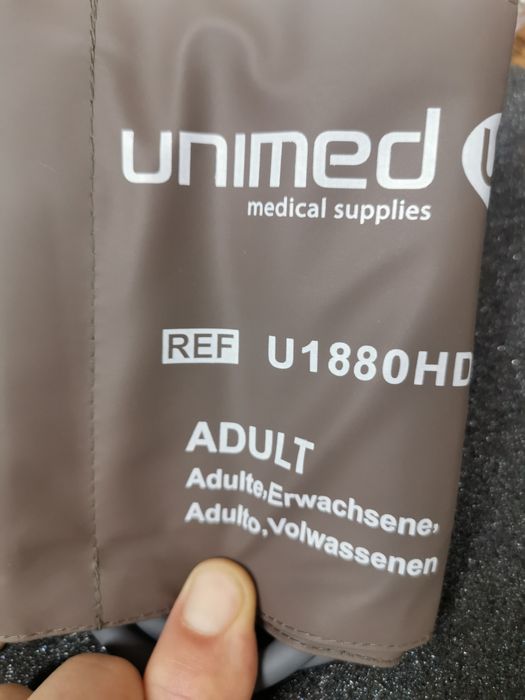 unimed
medical supplies
REF U1880HD
ADULT
Adulte,Erwachsene,
Adulto,Volwassenen